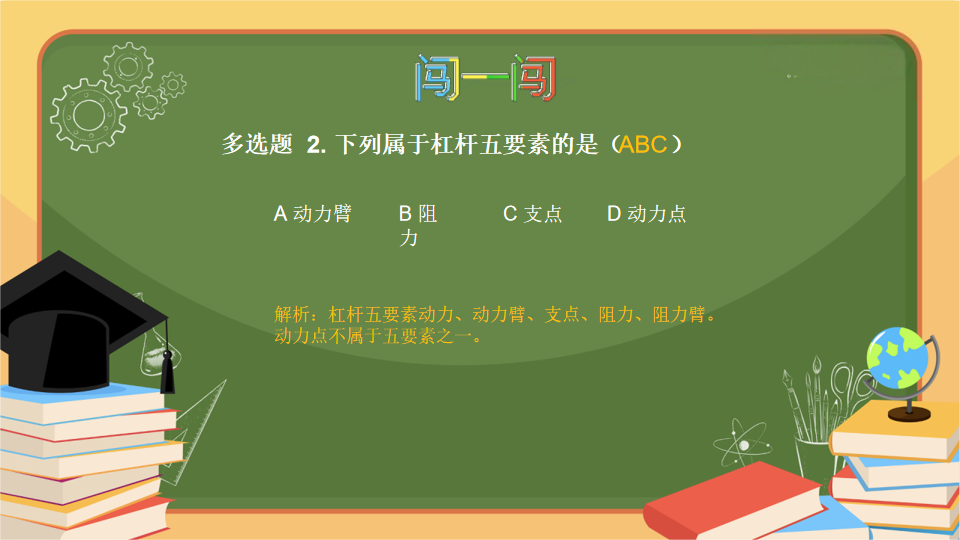 闯一闯
多选题 2. 下列属于杠杆五要素的是（ABC）
A 动力臂 B 阻 C 支点 D 动力点
力
解析：杠杆五要素动力、动力臂、支点、阻力、阻力臂。
动力点不属于五要素之一。